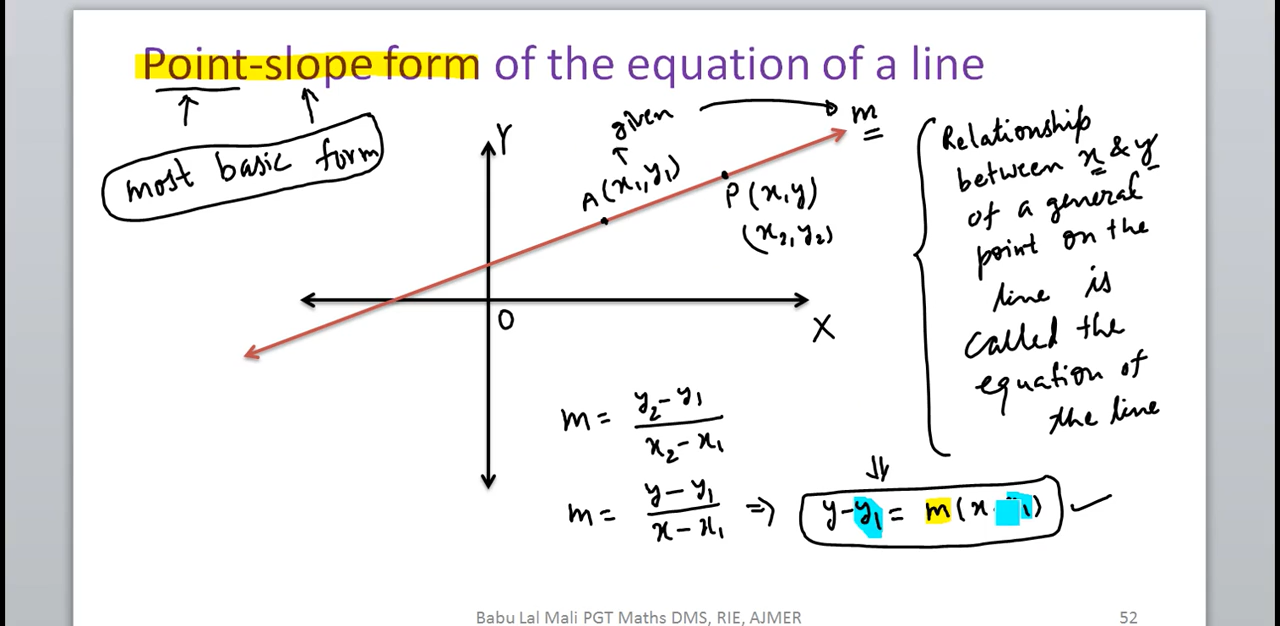 Point-slope form of the equation of a line
most basic form
given
m
Y
A(x₁,y₁)
P(x,y)
(x₂,y₂)
O
X
Relationship
between x & y
of a general
point on the
line is
called the
equation of
the line
m = y₂-y₁
x₂-x₁
m = y-y₁
x-x₁
⇒ y-y₁ = m(x
₁)
Babu Lal Mali PGT Maths DMS, RIE, AJMER
52